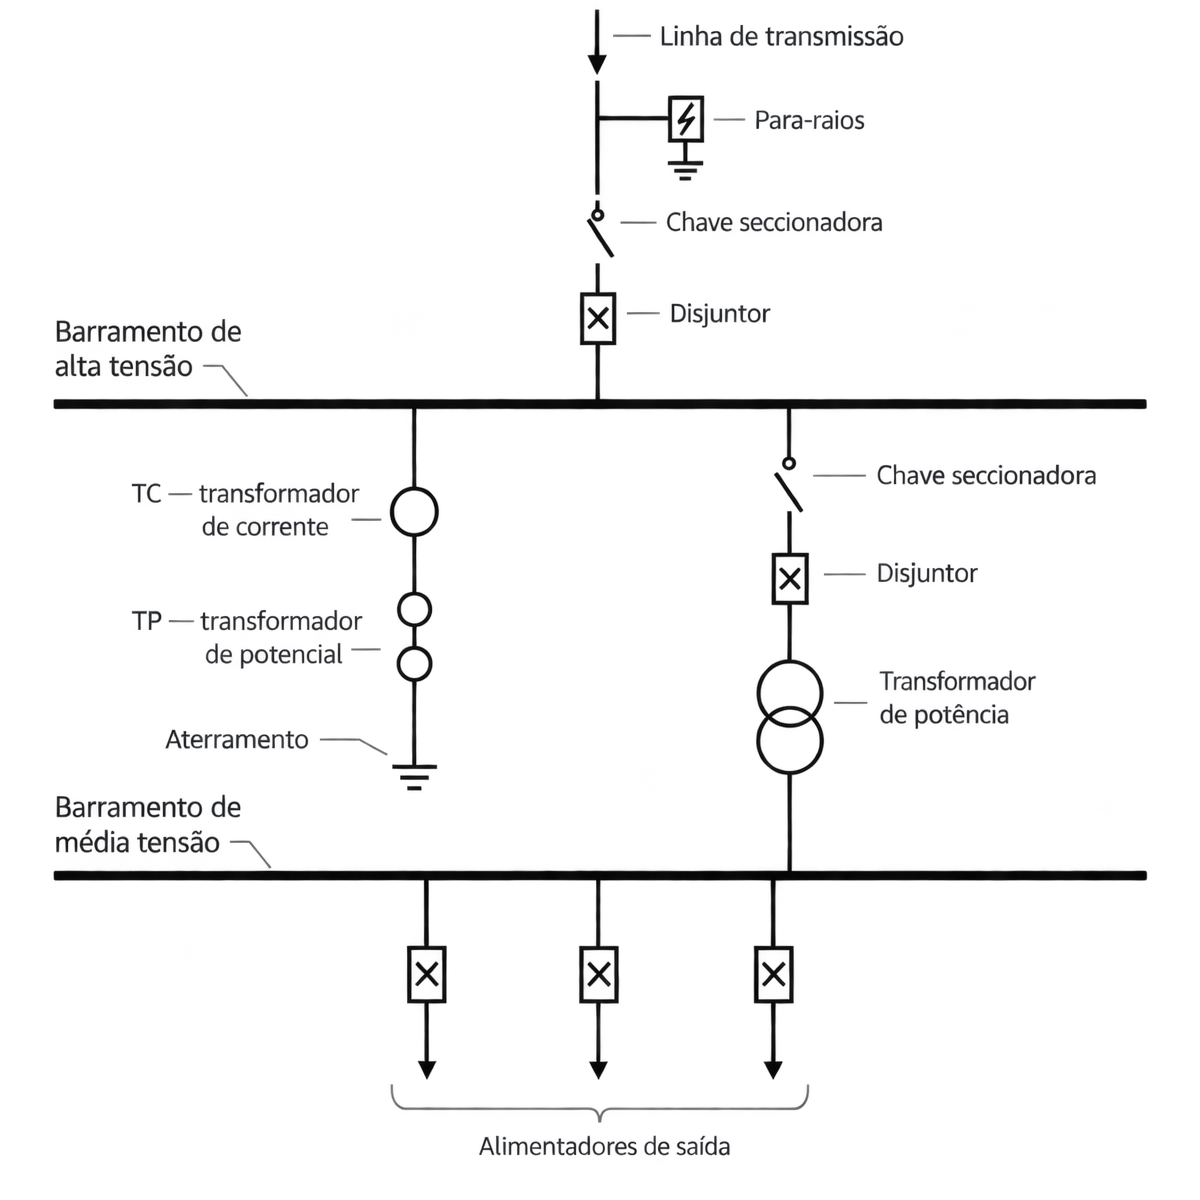 Linha de transmissão
Para-raios
Chave seccionadora
Disjuntor
Barramento de
alta tensão
TC — transformador
de corrente
Chave seccionadora
Disjuntor
TP — transformador
de potencial
Transformador
de potência
Aterramento
Barramento de
média tensão
Alimentadores de saída